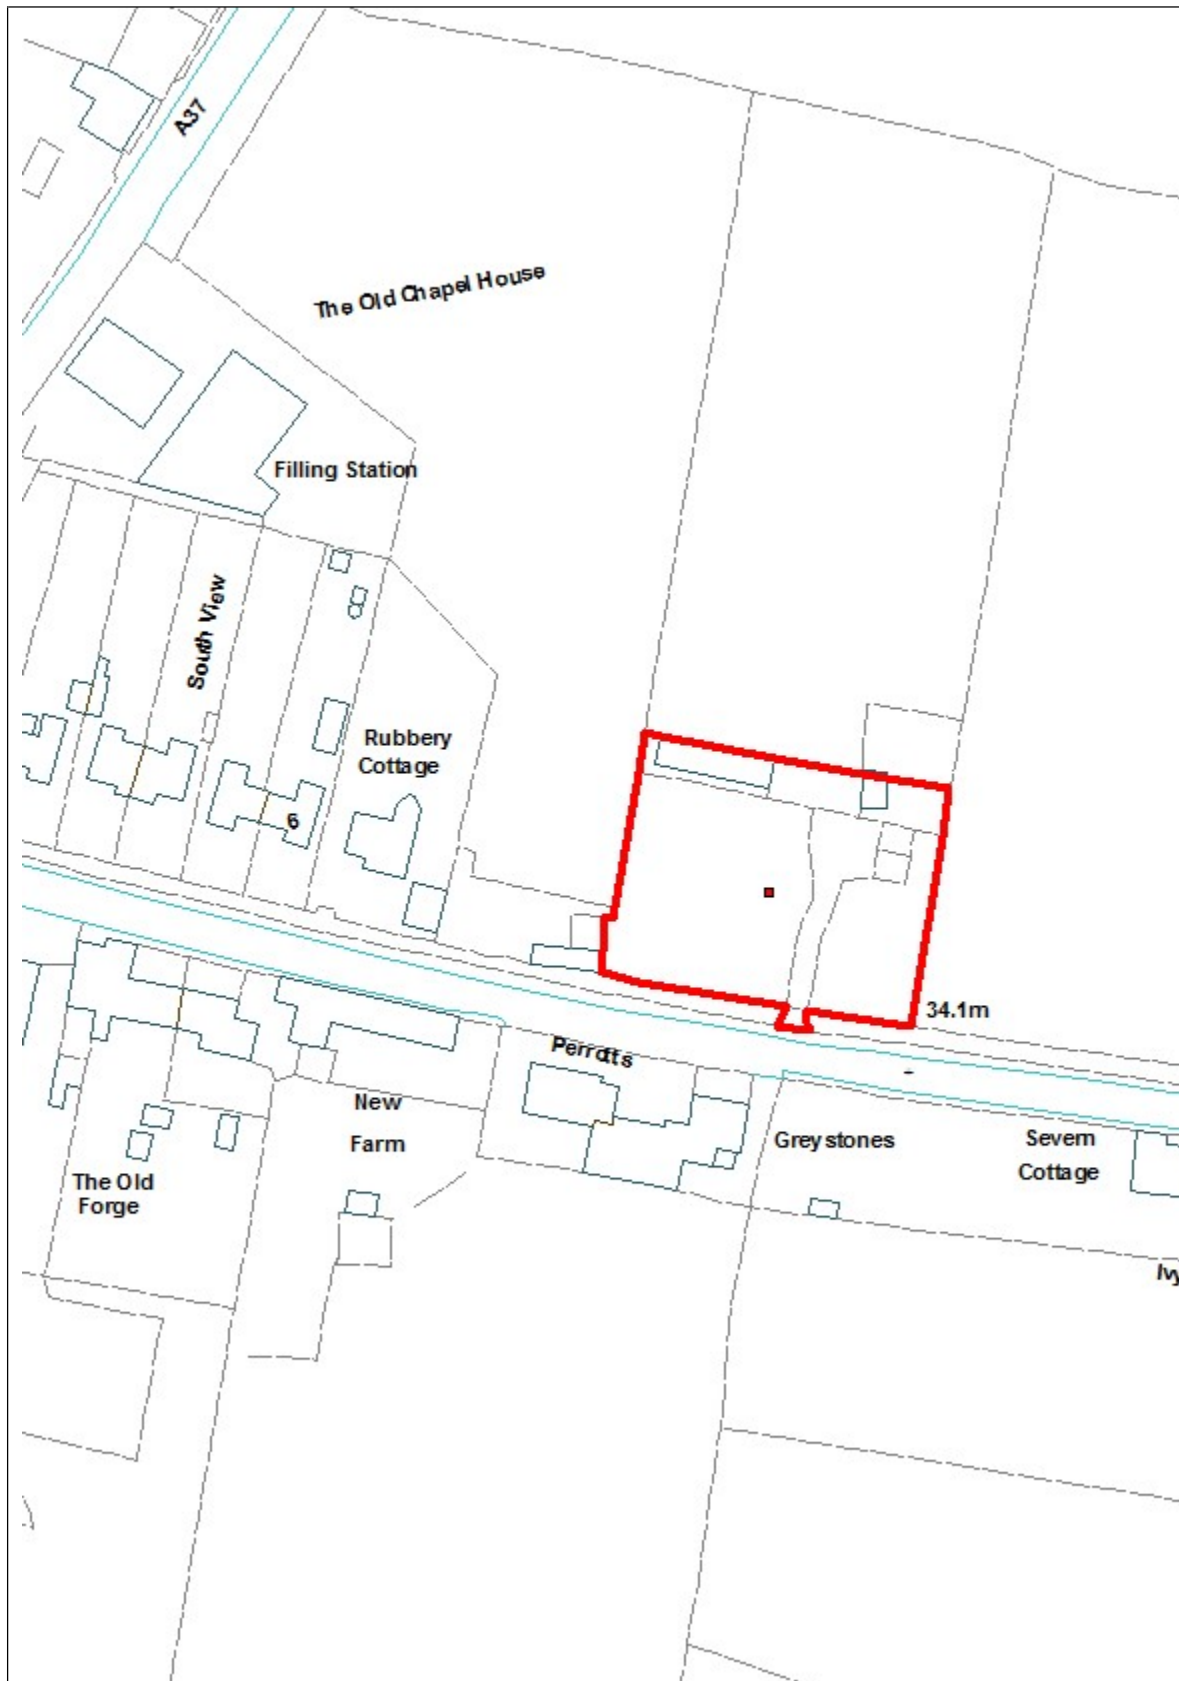 A37
The Old Chapel House
Filling Station
South View
Rubbery
Cottage
6
34.1m
Perrotts
New
Farm
Greystones
Severn
Cottage
The Old
Forge
Ivy